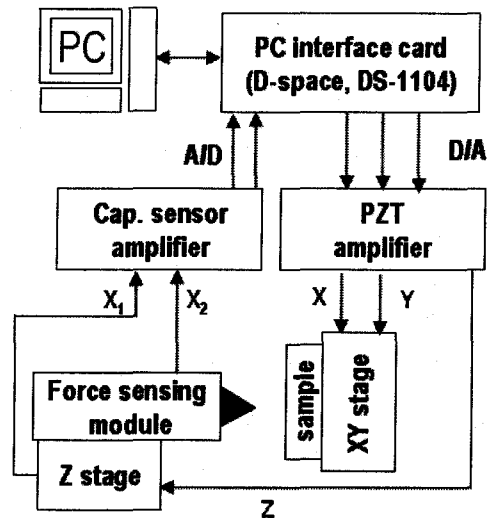 PC
PC interface card
(D-space, DS-1104)
A/D
D/A
Cap. sensor
amplifier
PZT
amplifier
X₁
X₂
X
Y
Force sensing
module
sample
XY stage
Z stage
Z